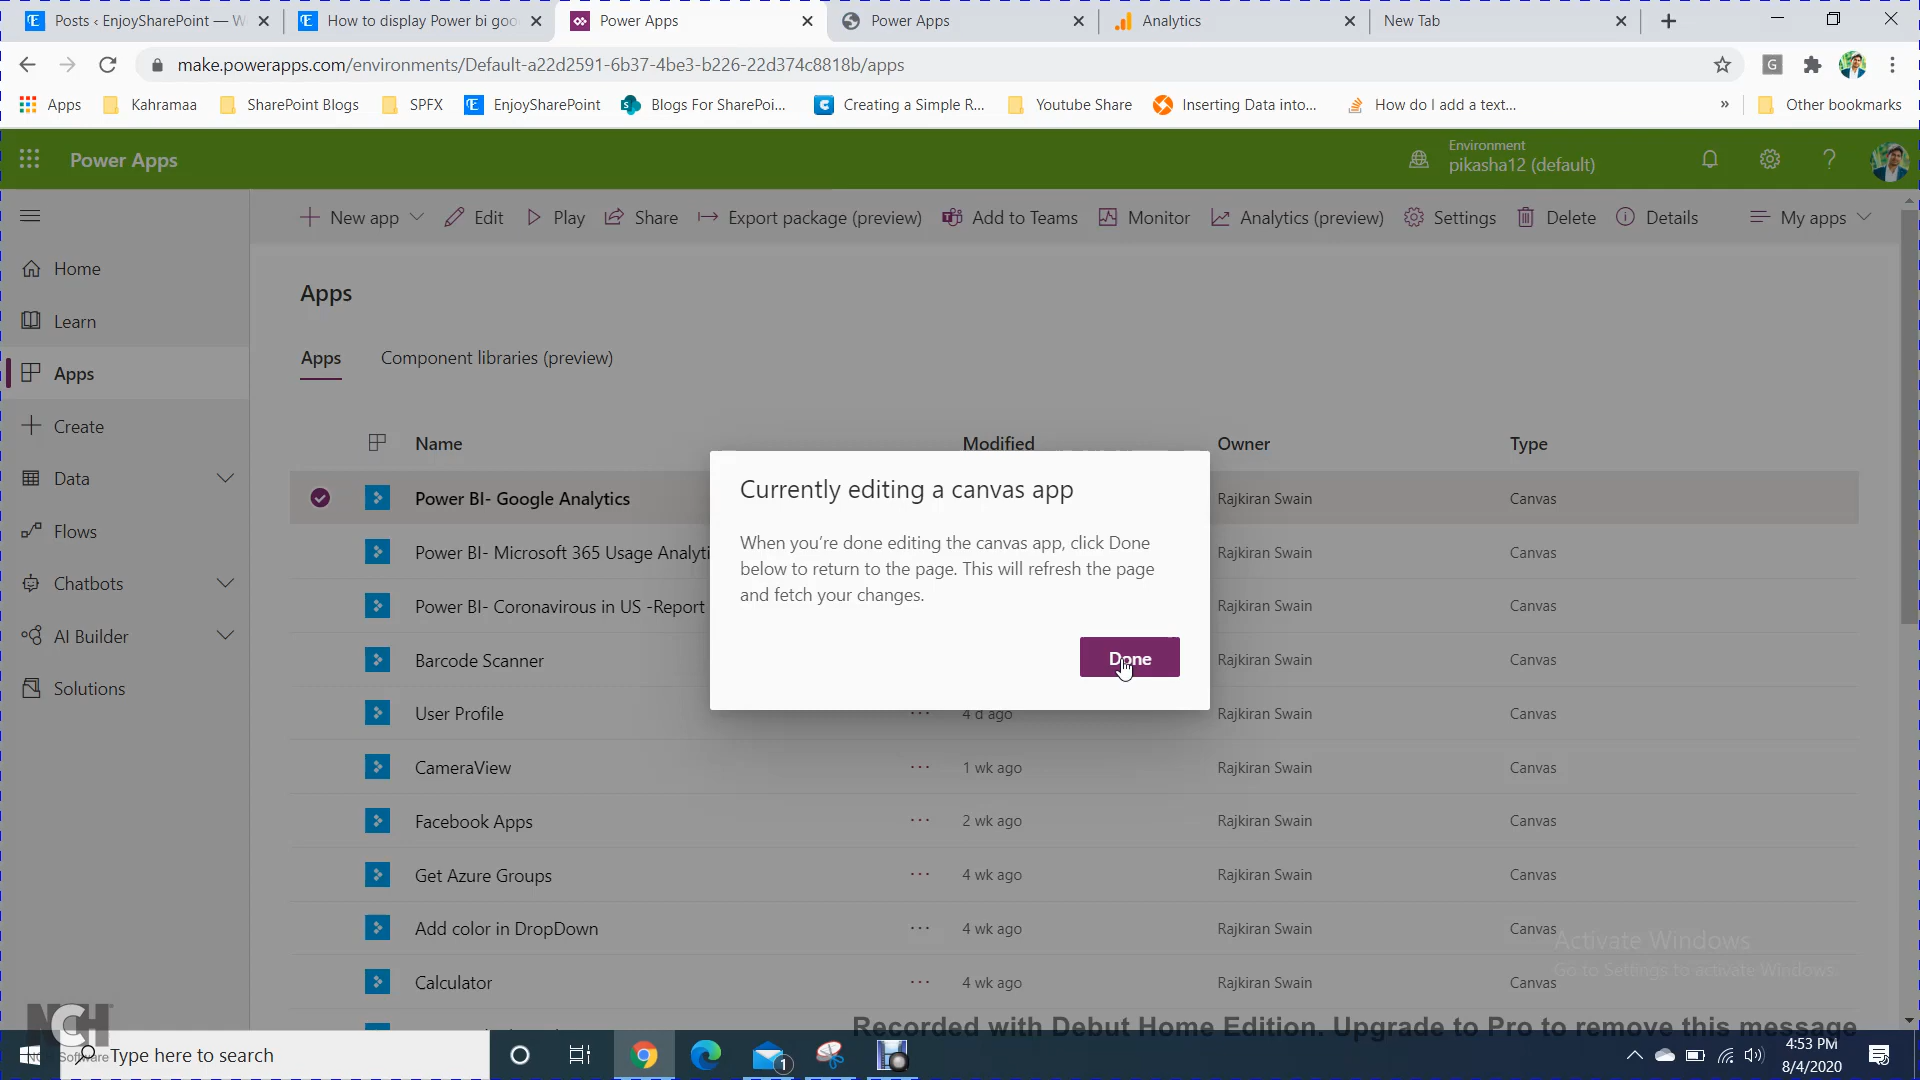 Posts ‹ EnjoySharePoint — W
How to display Power bi goo
Power Apps
Power Apps
Analytics
New Tab
make.powerapps.com/environments/Default-a22d2591-6b37-4be3-b226-22d374c8818b/apps
G
Apps
Kahramaa
SharePoint Blogs
SPFX
EnjoySharePoint
Blogs For SharePoi...
Creating a Simple R...
Youtube Share
Inserting Data into...
How do I add a text...
»
Other bookmarks
Power Apps
Environment
pikasha12 (default)
New app
Edit
Play
Share
Export package (preview)
Add to Teams
Monitor
Analytics (preview)
Settings
Delete
Details
My apps
Home
Learn
Apps
Create
Data
Flows
Chatbots
AI Builder
Solutions
Apps
Apps
Component libraries (preview)
Name
Modified
Owner
Type
Power BI- Google Analytics
Rajkiran Swain
Canvas
Power BI- Microsoft 365 Usage Analyti
Rajkiran Swain
Canvas
Power BI- Coronavirous in US -Report
Rajkiran Swain
Canvas
Barcode Scanner
Rajkiran Swain
Canvas
User Profile
4 d ago
Rajkiran Swain
Canvas
CameraView
1 wk ago
Rajkiran Swain
Canvas
Facebook Apps
2 wk ago
Rajkiran Swain
Canvas
Get Azure Groups
4 wk ago
Rajkiran Swain
Canvas
Add color in DropDown
4 wk ago
Rajkiran Swain
Canvas
Calculator
4 wk ago
Rajkiran Swain
Canvas
Currently editing a canvas app
When you're done editing the canvas app, click Done
below to return to the page. This will refresh the page
and fetch your changes.
Done
Activate Windows
Go to Settings to activate Windows.
NCH
NCH Software
Recorded with Debut Home Edition. Upgrade to Pro to remove this message
Type here to search
1
4:53 PM
8/4/2020